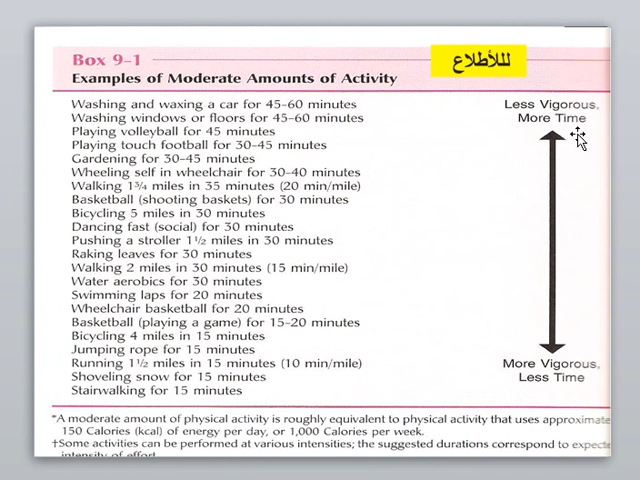 Box 9-1
لللأطلاع
Examples of Moderate Amounts of Activity
Washing and waxing a car for 45-60 minutes
Washing windows or floors for 45-60 minutes
Playing volleyball for 45 minutes
Playing touch football for 30-45 minutes
Gardening for 30-45 minutes
Wheeling self in wheelchair for 30-40 minutes
Walking 1¾ miles in 35 minutes (20 min/mile)
Basketball (shooting baskets) for 30 minutes
Bicycling 5 miles in 30 minutes
Dancing fast (social) for 30 minutes
Pushing a stroller 1½ miles in 30 minutes
Raking leaves for 30 minutes
Walking 2 miles in 30 minutes (15 min/mile)
Water aerobics for 30 minutes
Swimming laps for 20 minutes
Wheelchair basketball for 20 minutes
Basketball (playing a game) for 15-20 minutes
Bicycling 4 miles in 15 minutes
Jumping rope for 15 minutes
Running 1½ miles in 15 minutes (10 min/mile)
Shoveling snow for 15 minutes
Stairwalking for 15 minutes
Less Vigorous,
More Time
More Vigorous,
Less Time
*A moderate amount of physical activity is roughly equivalent to physical activity that uses approximate
150 Calories (kcal) of energy per day, or 1,000 Calories per week.
†Some activities can be performed at various intensities; the suggested durations correspond to expecte
intensity of effort.